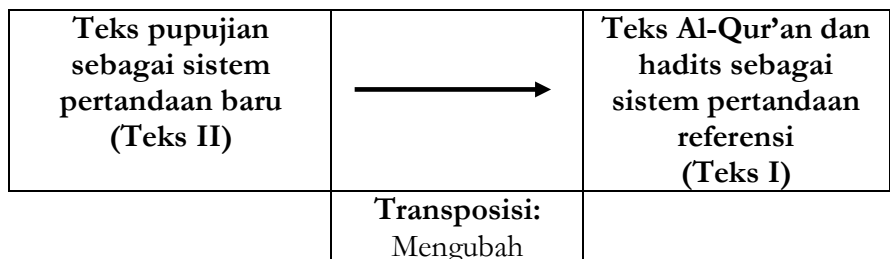 Teks pupujian
sebagai sistem
pertandaan baru
(Teks II)
Teks Al-Qur’an dan
hadits sebagai
sistem pertandaan
referensi
(Teks I)
Transposisi:
Mengubah